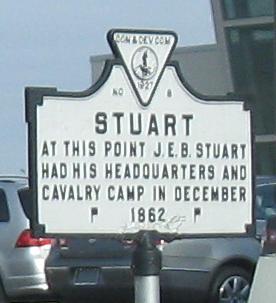 CON & DEV COM
1927
NO 8
STUART
AT THIS POINT J.E.B. STUART
HAD HIS HEADQUARTERS AND
CAVALRY CAMP IN DECEMBER
1862